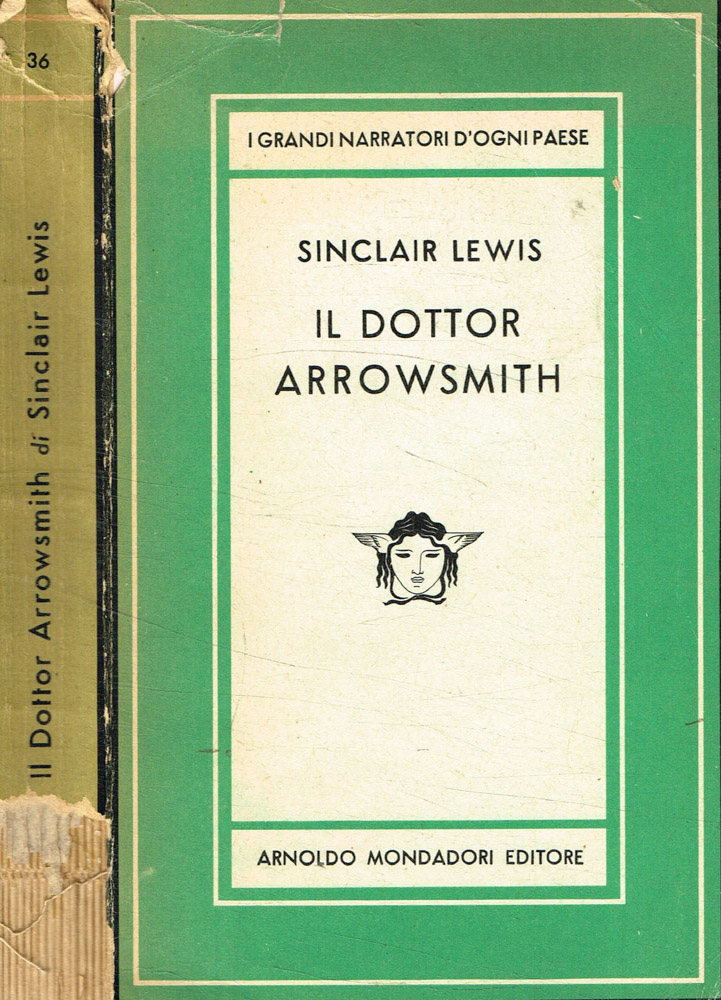 36
Il Dottor Arrowsmith di Sinclair Lewis
I GRANDI NARRATORI D'OGNI PAESE
SINCLAIR LEWIS
IL DOTTOR
ARROWSMITH
ARNOLDO MONDADORI EDITORE